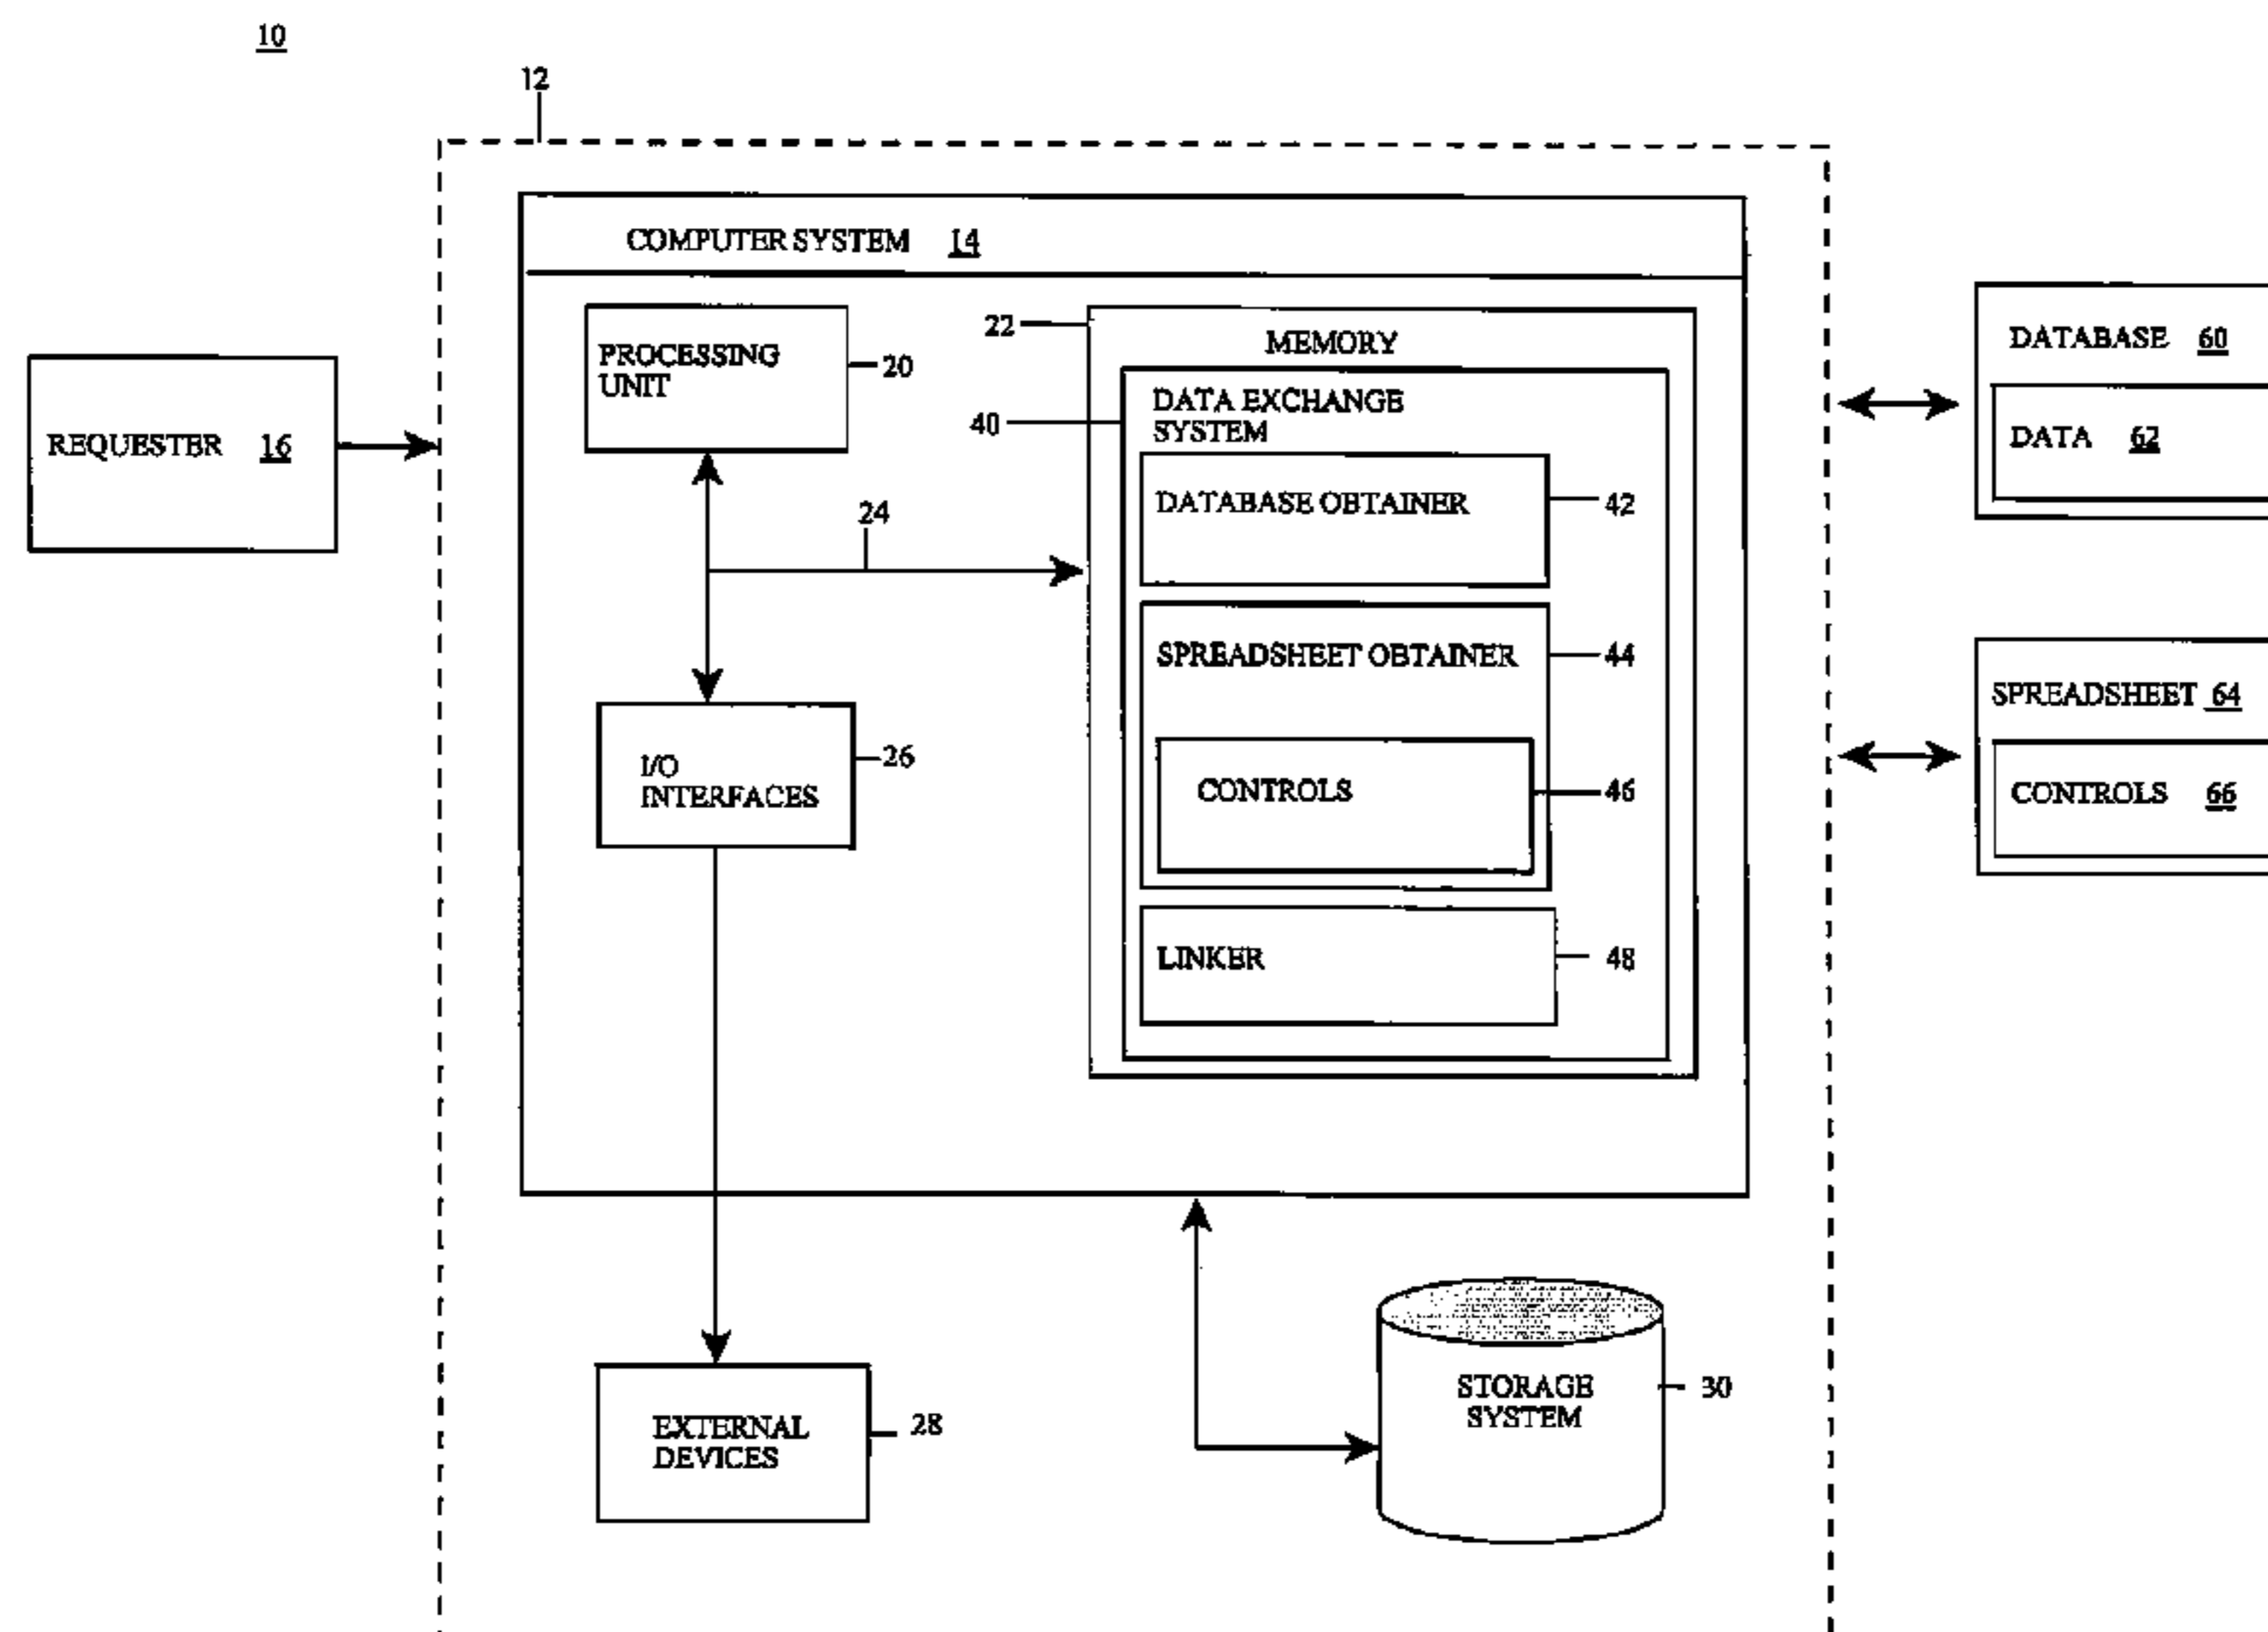 10
12
COMPUTER SYSTEM 14
REQUESTER 16
PROCESSING
UNIT
20
22
MEMORY
40
DATA EXCHANGE
SYSTEM
DATABASE OBTAINER
42
24
SPREADSHEET OBTAINER
44
CONTROLS
46
LINKER
48
I/O
INTERFACES
26
EXTERNAL
DEVICES
28
STORAGE
SYSTEM
30
DATABASE 60
DATA 62
SPREADSHEET 64
CONTROLS 66